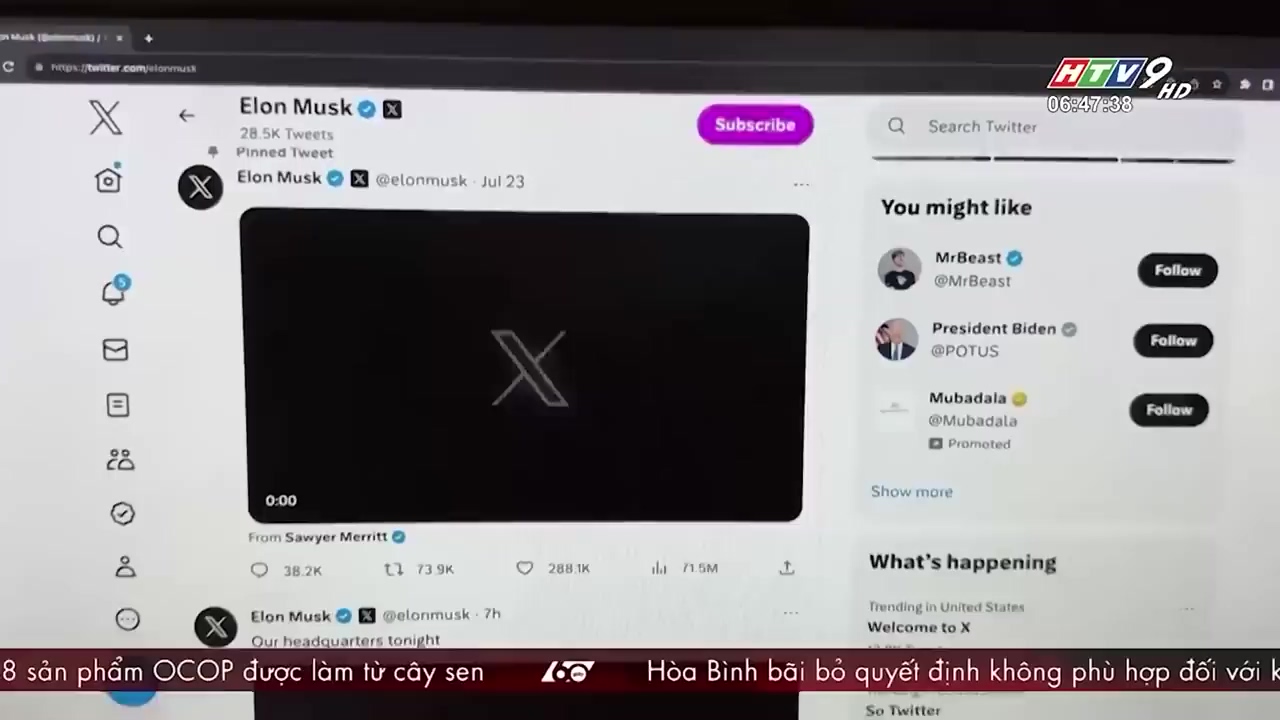 on Musk (@elonmusk) /
https://twitter.com/elonmusk
HTV9 HD
06:47:38
Elon Musk
28.5K Tweets
Subscribe
Search Twitter
Pinned Tweet
Elon Musk @elonmusk · Jul 23
0:00
From Sawyer Merritt
38.2K 73.9K 288.1K 71.5M
Elon Musk @elonmusk · 7h
Our headquarters tonight
You might like
MrBeast
@MrBeast
Follow
President Biden
@POTUS
Follow
Mubadala
@Mubadala
Follow
Promoted
Show more
What's happening
Trending in United States
Welcome to X
So Twitter
5
8 sản phẩm OCOP được làm từ cây sen
60
Hòa Bình bãi bỏ quyết định không phù hợp đối với k